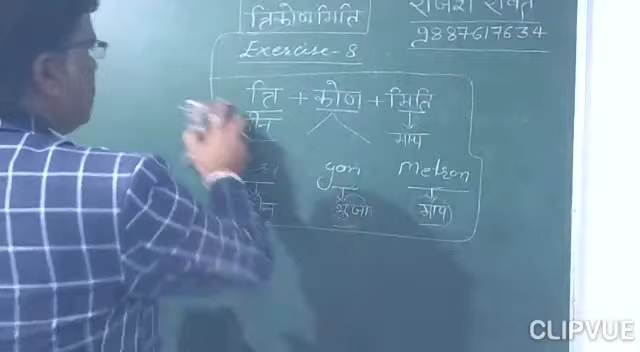 त्रिकोणमिति
राजेश रावत
9887617634
Exercise-8
त्रि + कोण + मिति
तीन माप
gon Metron
भुजा माप
CLIPVUE